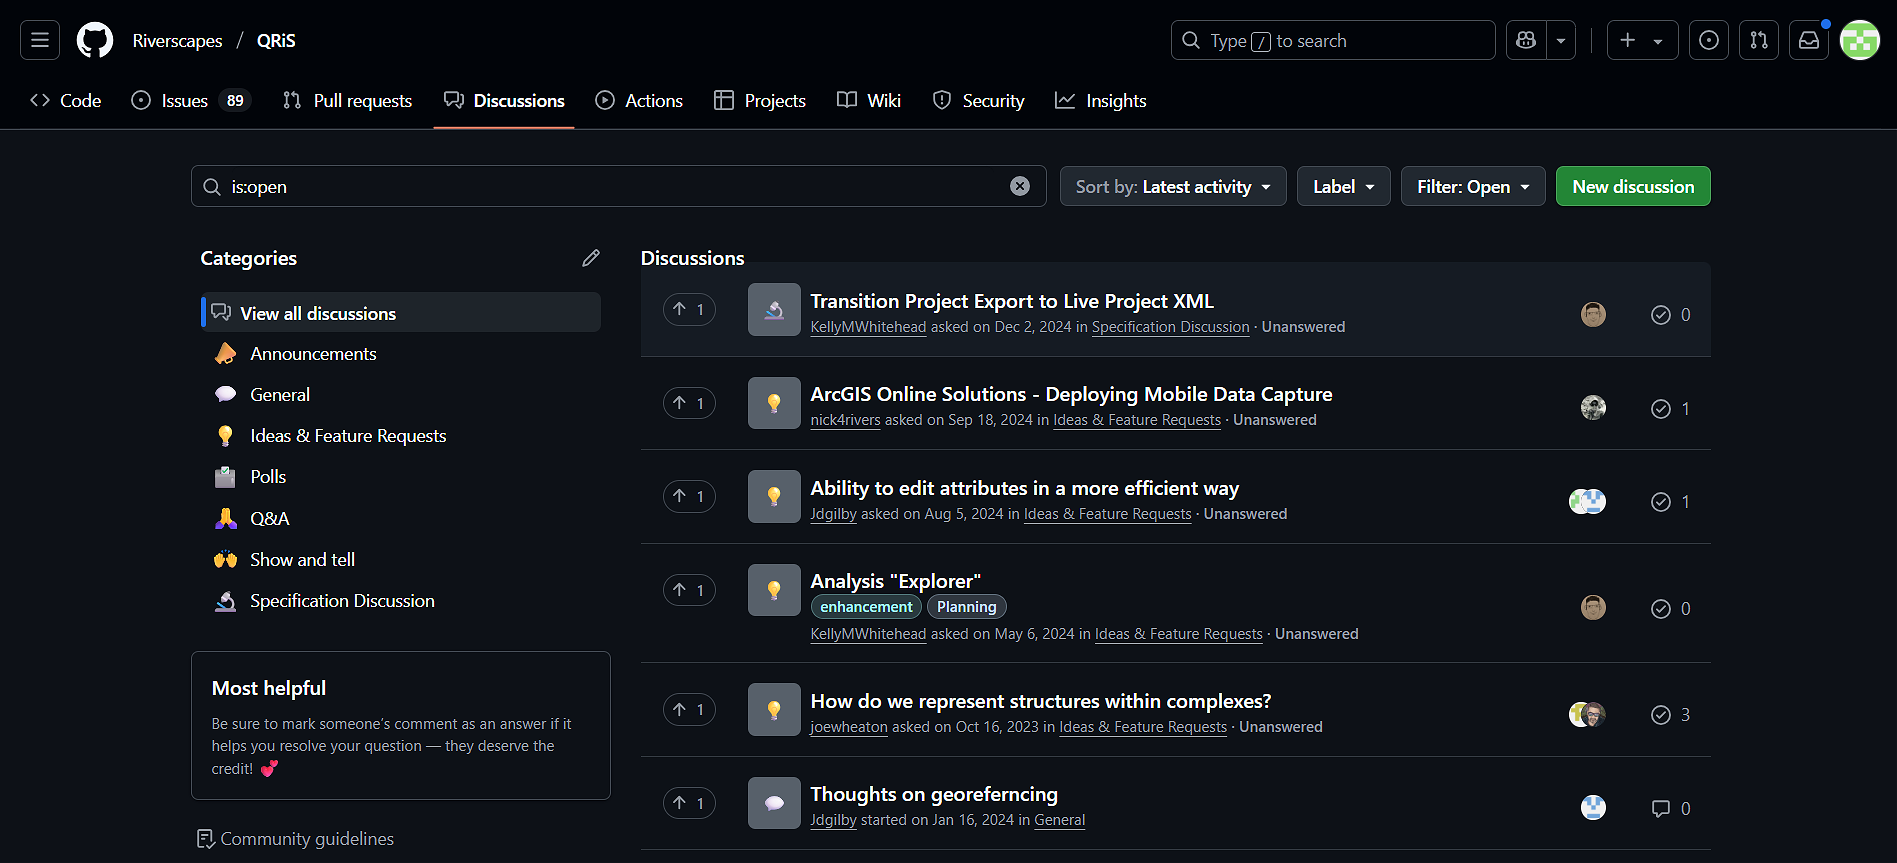 Riverscapes / QRiS
Type / to search
Code
Issues 89
Pull requests
Discussions
Actions
Projects
Wiki
Security
Insights
is:open
Sort by: Latest activity
Label
Filter: Open
New discussion
Categories
View all discussions
Announcements
General
Ideas & Feature Requests
Polls
Q&A
Show and tell
Specification Discussion
Most helpful
Be sure to mark someone's comment as an answer if it
helps you resolve your question — they deserve the
credit! 💕
Community guidelines
Discussions
1
Transition Project Export to Live Project XML
KellyMWhitehead asked on Dec 2, 2024 in Specification Discussion · Unanswered
0
1
ArcGIS Online Solutions - Deploying Mobile Data Capture
nick4rivers asked on Sep 18, 2024 in Ideas & Feature Requests · Unanswered
1
1
Ability to edit attributes in a more efficient way
Jdgilby asked on Aug 5, 2024 in Ideas & Feature Requests · Unanswered
1
1
Analysis "Explorer"
enhancement Planning
KellyMWhitehead asked on May 6, 2024 in Ideas & Feature Requests · Unanswered
0
1
How do we represent structures within complexes?
joewheaton asked on Oct 16, 2023 in Ideas & Feature Requests · Unanswered
3
1
Thoughts on georeferncing
Jdgilby started on Jan 16, 2024 in General
0